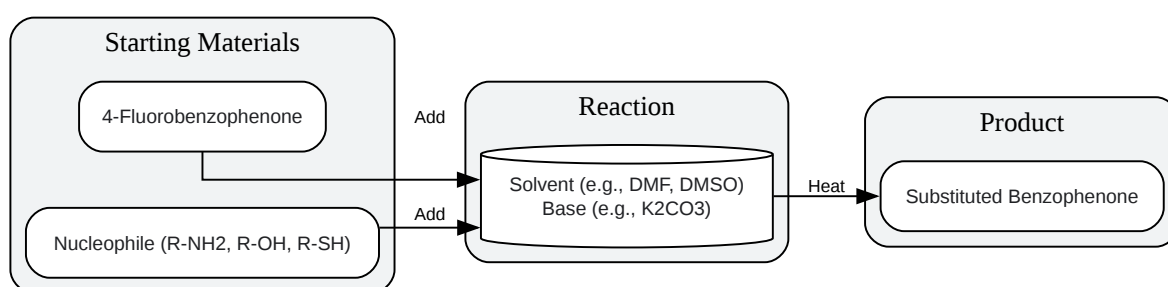 Starting Materials
4-Fluorobenzophenone
Nucleophile (R-NH2, R-OH, R-SH)
Add
Add
Reaction
Solvent (e.g., DMF, DMSO)
Base (e.g., K2CO3)
Heat
Product
Substituted Benzophenone